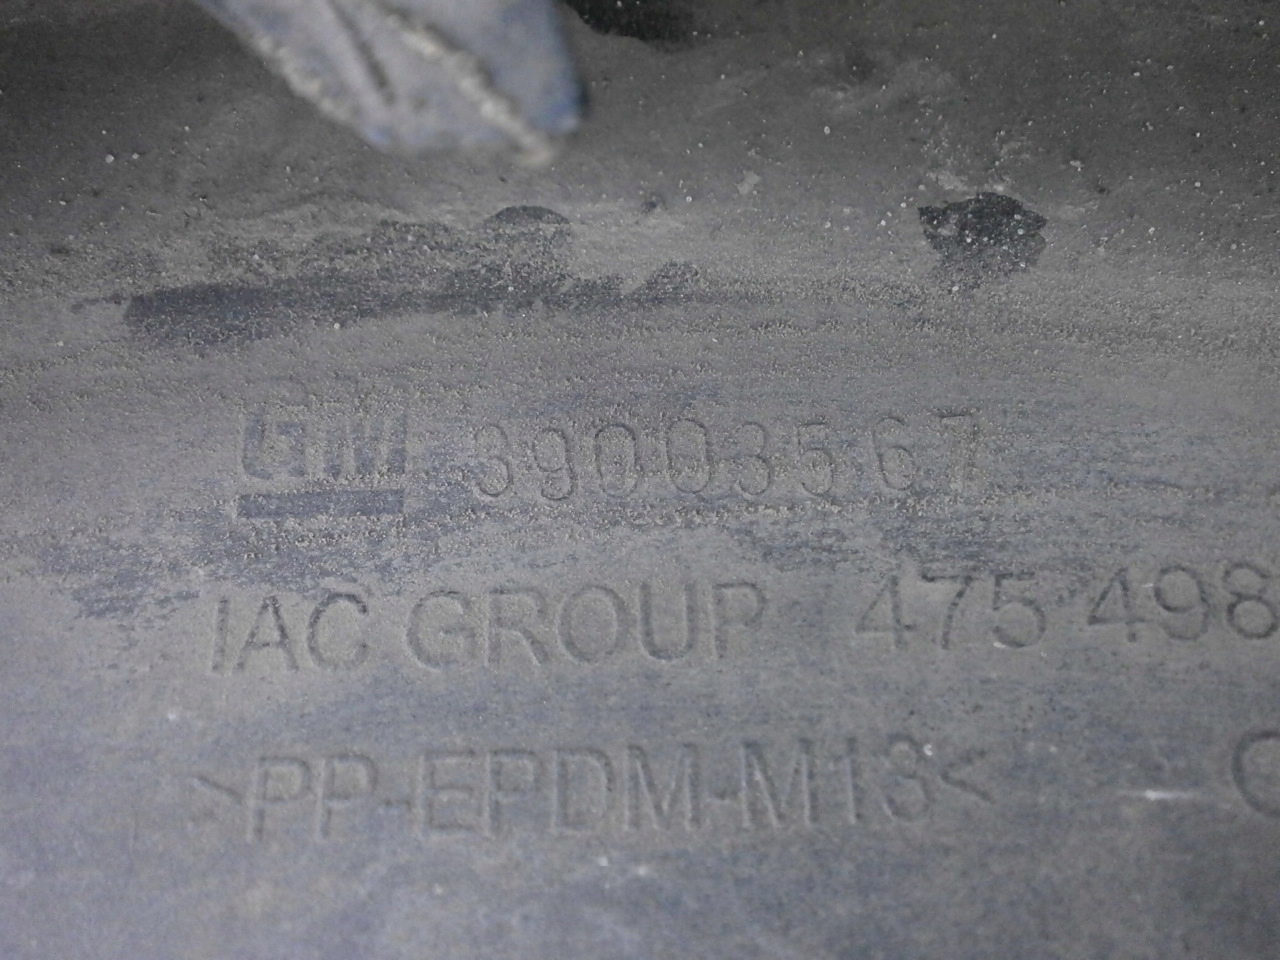 GM 39003567
IAC GROUP 475 498
>PP-EPDM-M13<